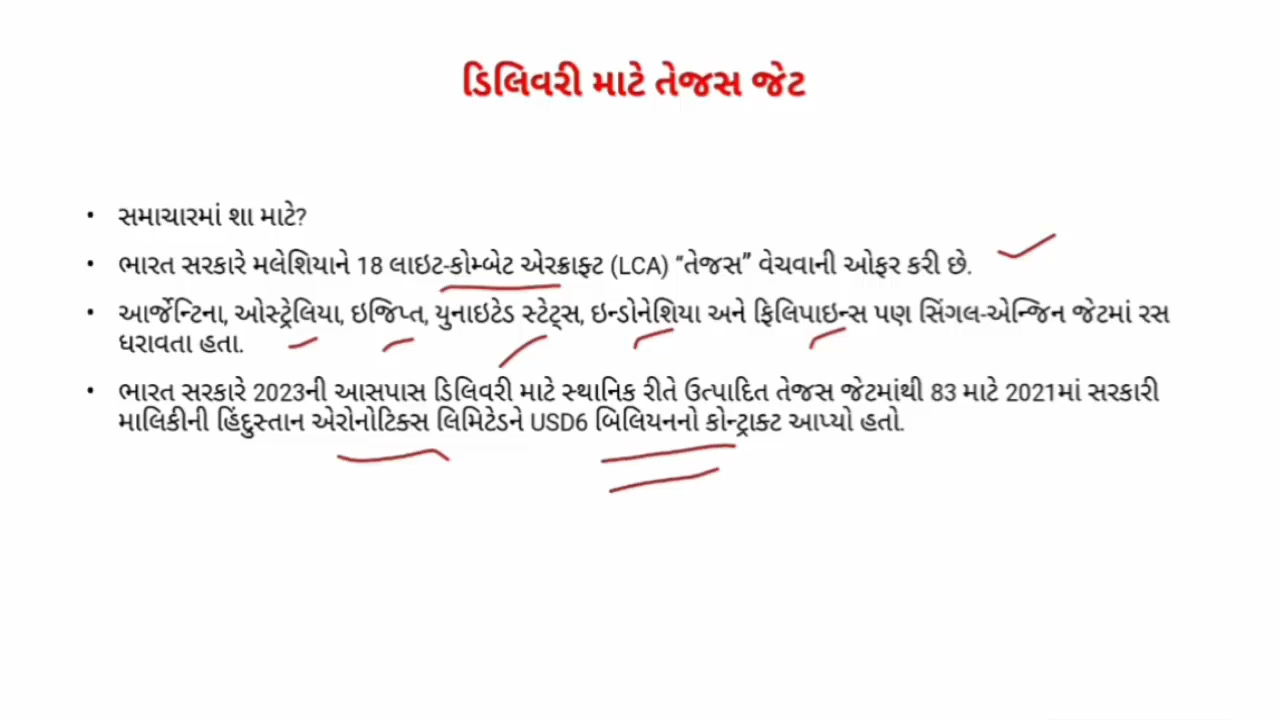 ડિલિવરી માટે તેજસ જેટ
• સમાચારમાં શા માટે?
• ભારત સરકારે મલેશિયાને 18 લાઇટ-કોમ્બેટ એરક્રાફ્ટ (LCA) “તેજસ” વેચવાની ઓફર કરી છે.
• આર્જેન્ટિના, ઓસ્ટ્રેલિયા, ઇજિપ્ત, યુનાઇટેડ સ્ટેટ્સ, ઇન્ડોનેશિયા અને ફિલિપાઇન્સ પણ સિંગલ-એન્જિન જેટમાં રસ
ધરાવતા હતા.
• ભારત સરકારે 2023ની આસપાસ ડિલિવરી માટે સ્થાનિક રીતે ઉત્પાદિત તેજસ જેટમાંથી 83 માટે 2021માં સરકારી
માલિકીની હિંદુસ્તાન એરોનોટિક્સ લિમિટેડને USD6 બિલિયનનો કોન્ટ્રાક્ટ આપ્યો હતો.